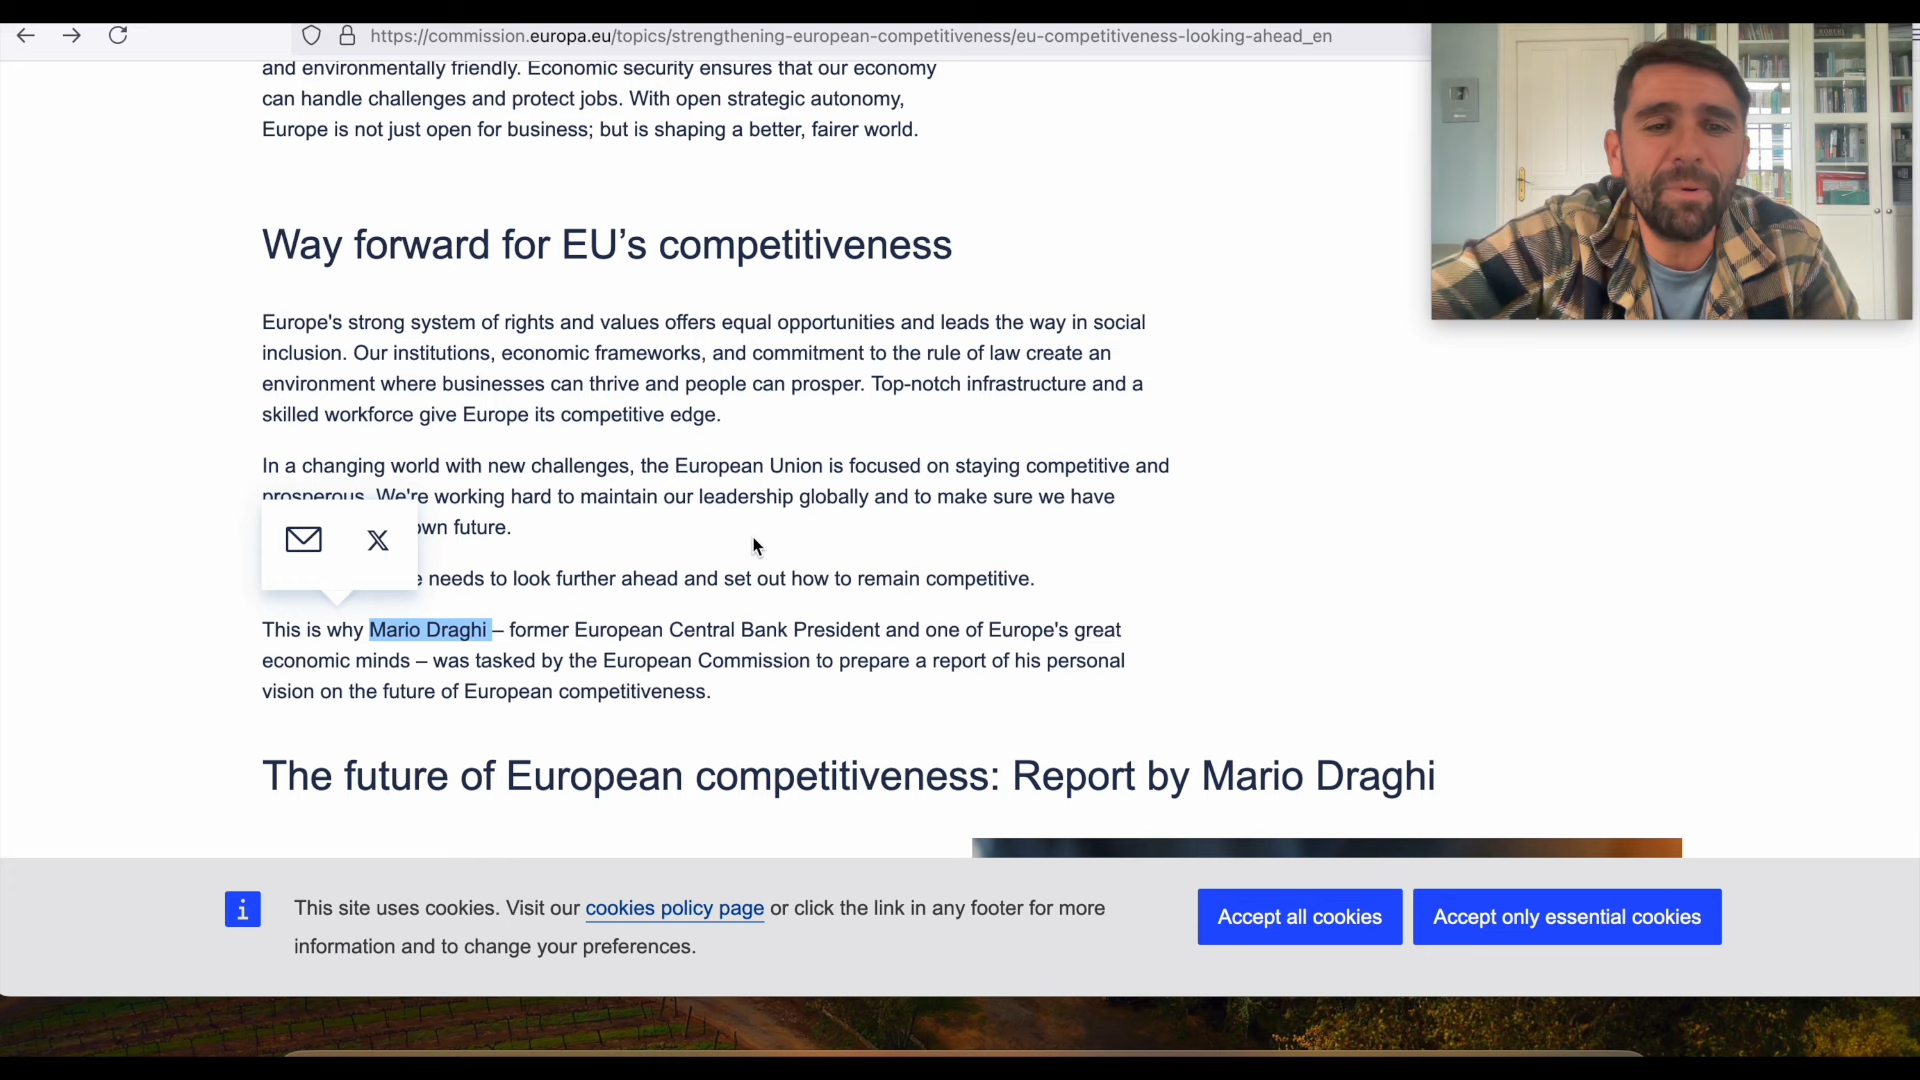 https://commission.europa.eu/topics/strengthening-european-competitiveness/eu-competitiveness-looking-ahead_en
and environmentally friendly. Economic security ensures that our economy
can handle challenges and protect jobs. With open strategic autonomy,
Europe is not just open for business; but is shaping a better, fairer world.
Way forward for EU's competitiveness
Europe's strong system of rights and values offers equal opportunities and leads the way in social
inclusion. Our institutions, economic frameworks, and commitment to the rule of law create an
environment where businesses can thrive and people can prosper. Top-notch infrastructure and a
skilled workforce give Europe its competitive edge.
In a changing world with new challenges, the European Union is focused on staying competitive and
prosperous. We're working hard to maintain our leadership globally and to make sure we have
own future.
needs to look further ahead and set out how to remain competitive.
This is why Mario Draghi – former European Central Bank President and one of Europe's great
economic minds – was tasked by the European Commission to prepare a report of his personal
vision on the future of European competitiveness.
The future of European competitiveness: Report by Mario Draghi
This site uses cookies. Visit our cookies policy page or click the link in any footer for more
information and to change your preferences.
Accept all cookies
Accept only essential cookies